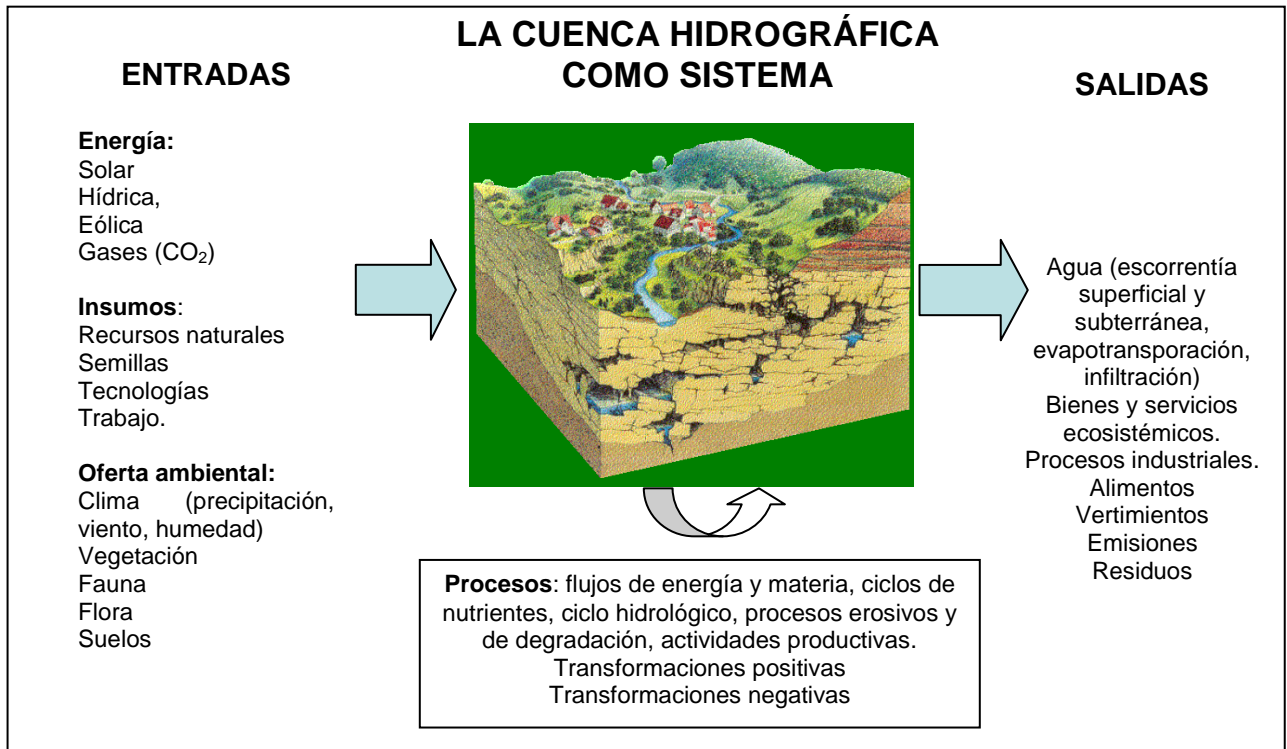 LA CUENCA HIDROGRÁFICA
COMO SISTEMA
ENTRADAS
Energía:
Solar
Hídrica,
Eólica
Gases (CO₂)
Insumos:
Recursos naturales
Semillas
Tecnologías
Trabajo.
Oferta ambiental:
Clima (precipitación,
viento, humedad)
Vegetación
Fauna
Flora
Suelos
Procesos: flujos de energía y materia, ciclos de
nutrientes, ciclo hidrológico, procesos erosivos y
de degradación, actividades productivas.
Transformaciones positivas
Transformaciones negativas
SALIDAS
Agua (escorrentía
superficial y
subterránea,
evapotransporación,
infiltración)
Bienes y servicios
ecosistémicos.
Procesos industriales.
Alimentos
Vertimientos
Emisiones
Residuos